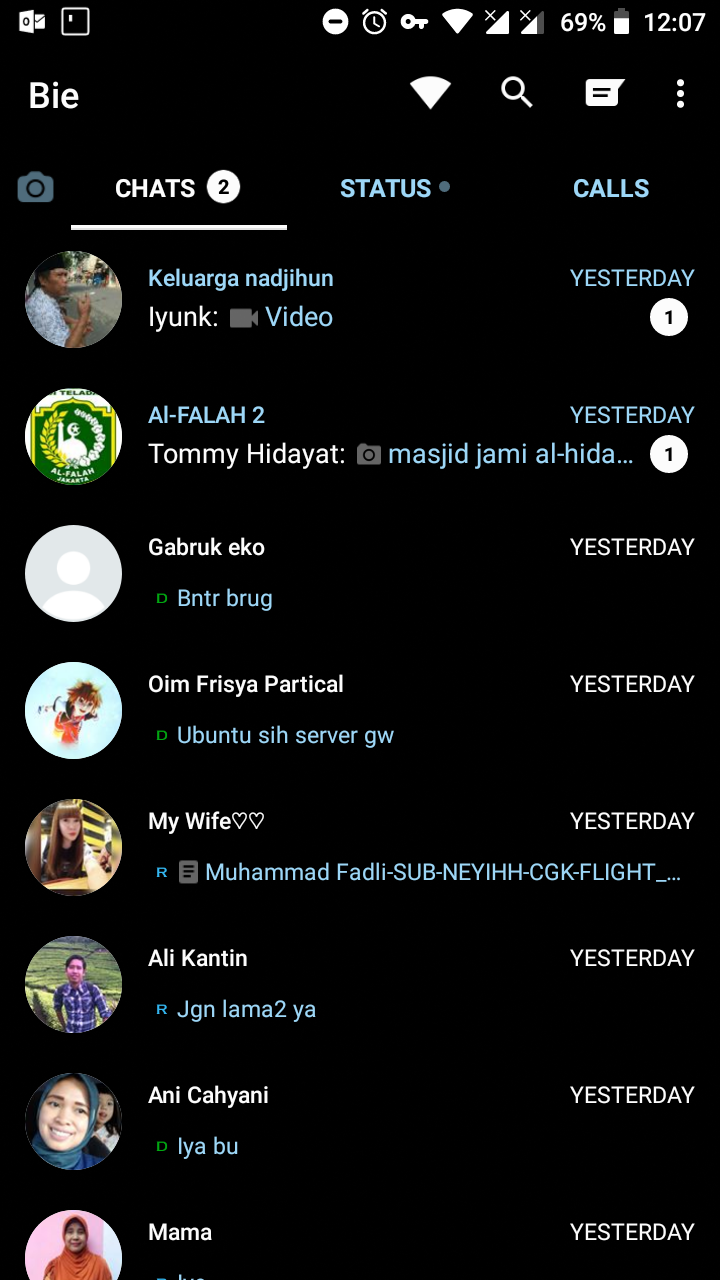 69% 12:07
Bie
CHATS 2 STATUS CALLS
Keluarga nadjihun YESTERDAY
Iyunk: Video 1
Al-FALAH 2 YESTERDAY
AL-FALAH
JAKARTA
Tommy Hidayat: masjid jami al-hida... 1
Gabruk eko YESTERDAY
D Bntr brug
Oim Frisya Partical YESTERDAY
D Ubuntu sih server gw
My Wife♡♡ YESTERDAY
R Muhammad Fadli-SUB-NEYIHH-CGK-FLIGHT_...
Ali Kantin YESTERDAY
R Jgn lama2 ya
Ani Cahyani YESTERDAY
D Iya bu
Mama YESTERDAY